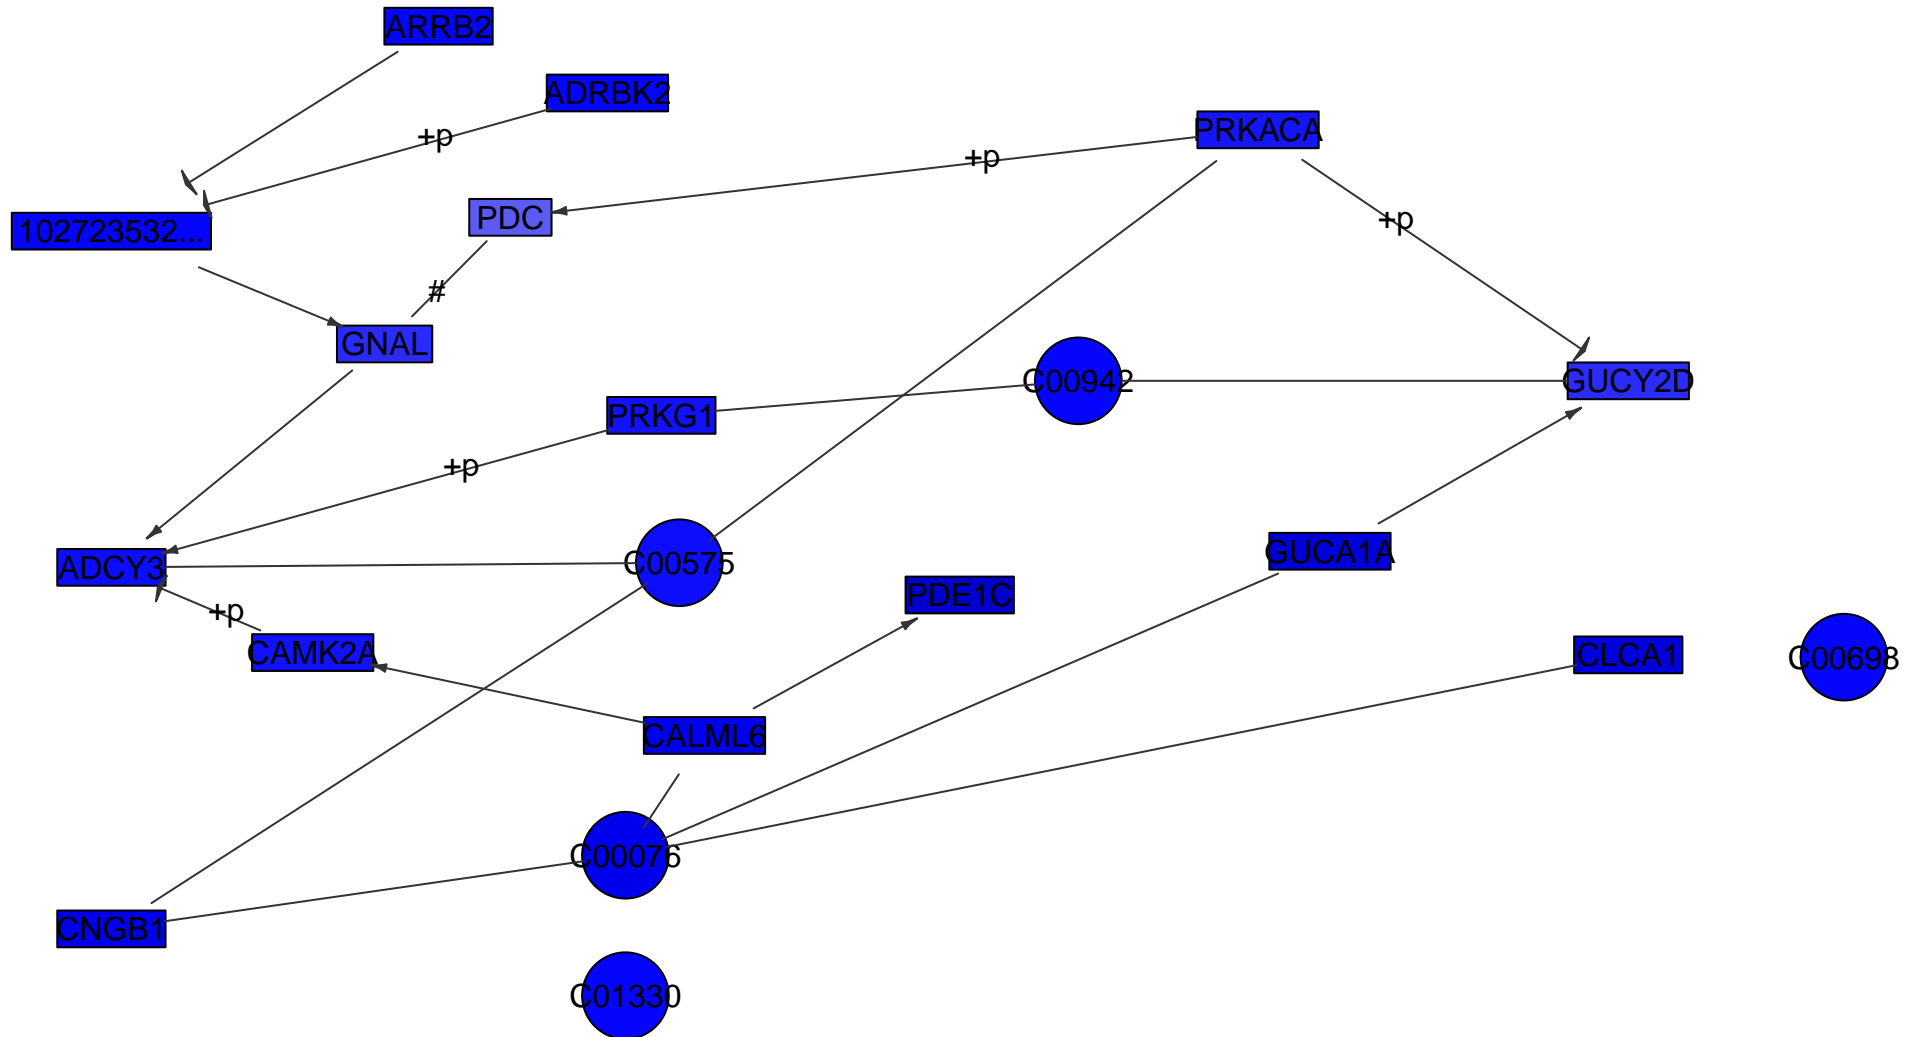 ARRB2
ADRBK2
PRKACA
+p
+p
PDC
+p
102723532...
#
GNAL
C00942
GUCY2D
PRKG1
+p
GUCA1A
ADCY3
C00575
PDE1C
+p
CAMK2A
CLCA1
C00698
CALML6
C00076
CNGB1
C01330